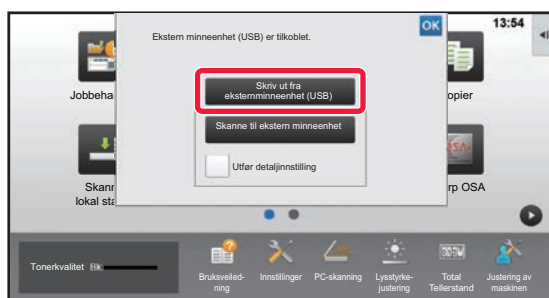 13:54
OK
Ekstern minneenhet (USB) er tilkoblet.
Skriv ut fra
eksternminneenhet (USB)
Skanne til ekstern minneenhet
Utfør detaljinnstilling
Jobbeha
opier
Skann
lokal sta
rp OSA
Tonerkvalitet Bk
Bruksveiled-
ning
Innstillinger
PC-skanning
Lysstyrke-
justering
Total
Tellerstand
Justering av
maskinen